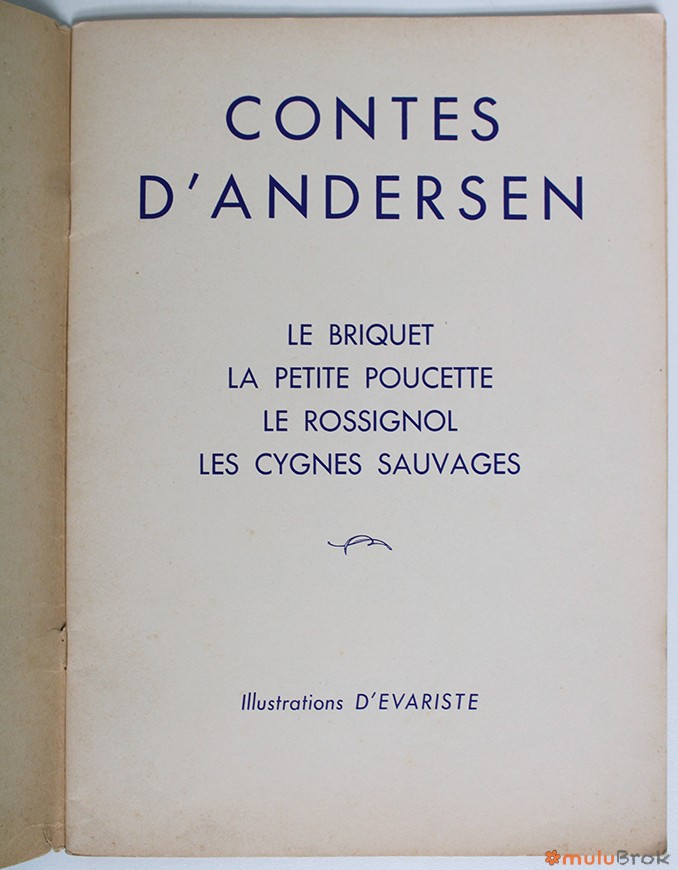 CONTES
D'ANDERSEN
LE BRIQUET
LA PETITE POUCETTE
LE ROSSIGNOL
LES CYGNES SAUVAGES
Illustrations D'EVARISTE
muluBrok